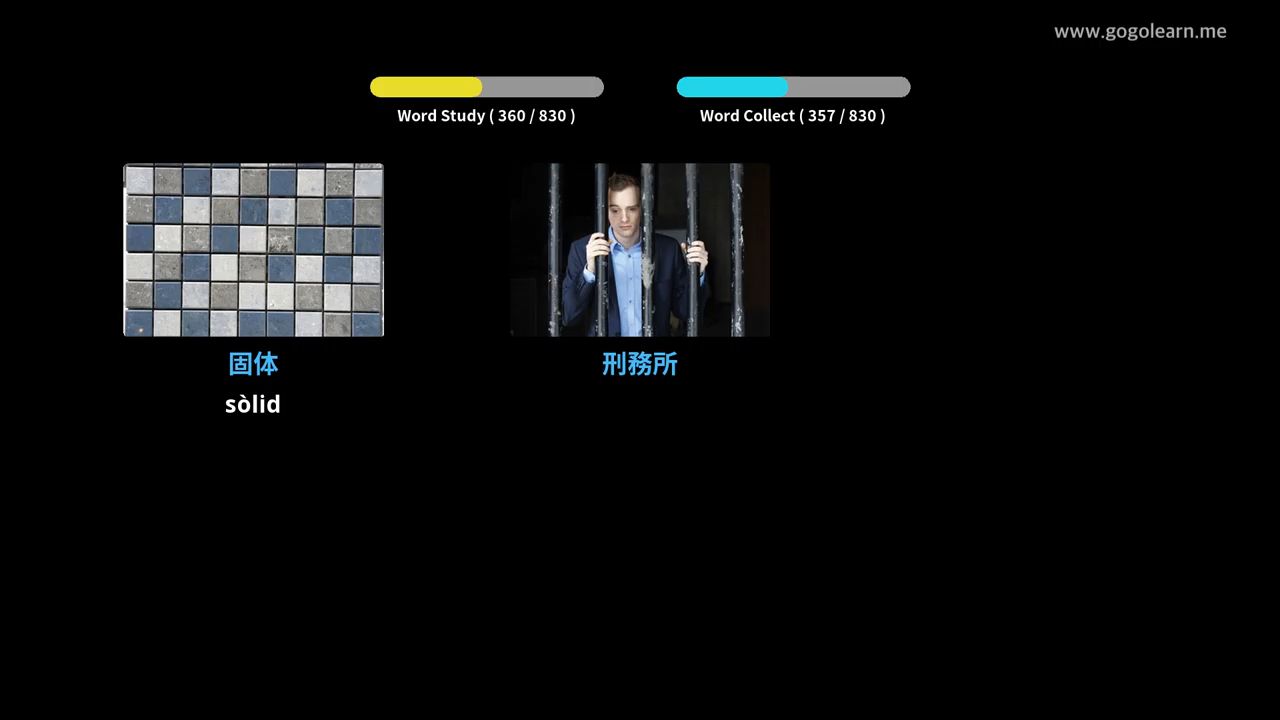 www.gogolearn.me
Word Study ( 360 / 830 )
Word Collect ( 357 / 830 )
固体
sòlid
刑務所